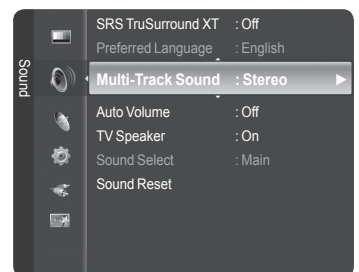 Sound
SRS TruSurround XT : Off
Preferred Language : English
Multi-Track Sound : Stereo
Auto Volume : Off
TV Speaker : On
Sound Select : Main
Sound Reset